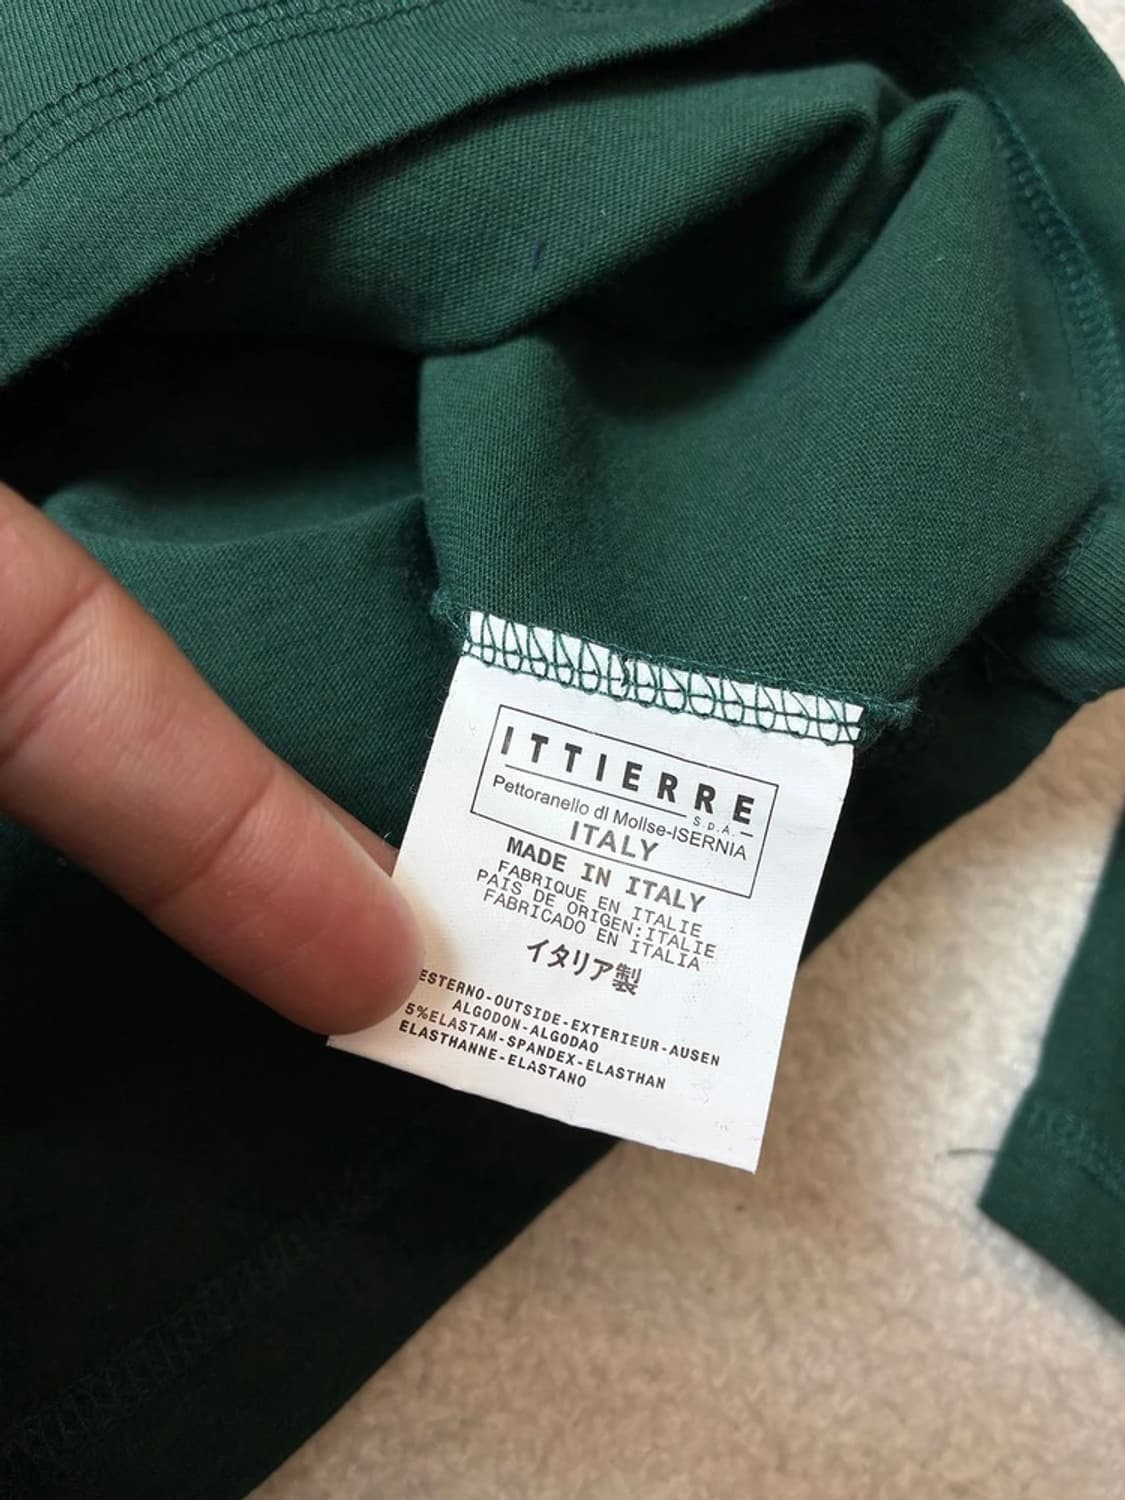 ITTIERRE
S.p.A.
Pettoranello di Molise-ISERNIA
ITALY
MADE IN ITALY
FABRIQUE EN ITALIE
PAIS DE ORIGEN:ITALIE
FABRICADO EN ITALIA
イタリア製
ESTERNO-OUTSIDE-EXTERIEUR-AUSEN
ALGODON-ALGODAO
5%ELASTAM-SPANDEX-ELASTHAN
ELASTHANNE-ELASTANO